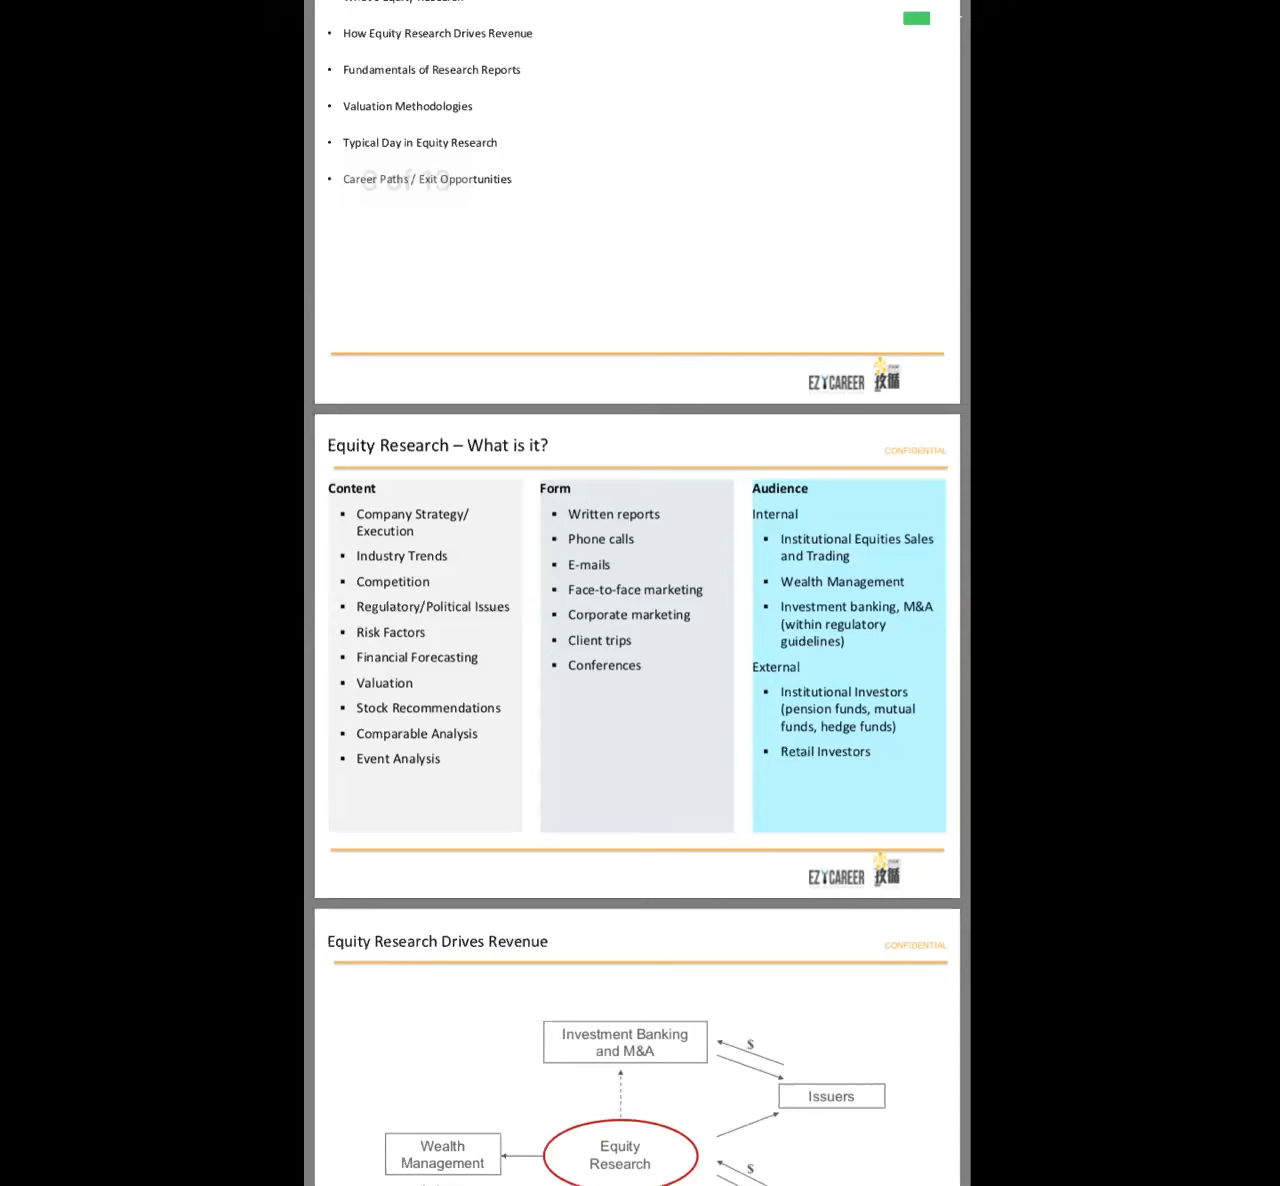 • How Equity Research Drives Revenue
• Fundamentals of Research Reports
• Valuation Methodologies
• Typical Day in Equity Research
• Career Paths / Exit Opportunities
EZYCAREER
Equity Research – What is it?
CONFIDENTIAL
Content
▪ Company Strategy/
Execution
▪ Industry Trends
▪ Competition
▪ Regulatory/Political Issues
▪ Risk Factors
▪ Financial Forecasting
▪ Valuation
▪ Stock Recommendations
▪ Comparable Analysis
▪ Event Analysis
Form
▪ Written reports
▪ Phone calls
▪ E-mails
▪ Face-to-face marketing
▪ Corporate marketing
▪ Client trips
▪ Conferences
Audience
Internal
▪ Institutional Equities Sales
and Trading
▪ Wealth Management
▪ Investment banking, M&A
(within regulatory
guidelines)
External
▪ Institutional Investors
(pension funds, mutual
funds, hedge funds)
▪ Retail Investors
EZYCAREER
Equity Research Drives Revenue
CONFIDENTIAL
Investment Banking
and M&A
$
Issuers
Wealth
Management
Equity
Research
$